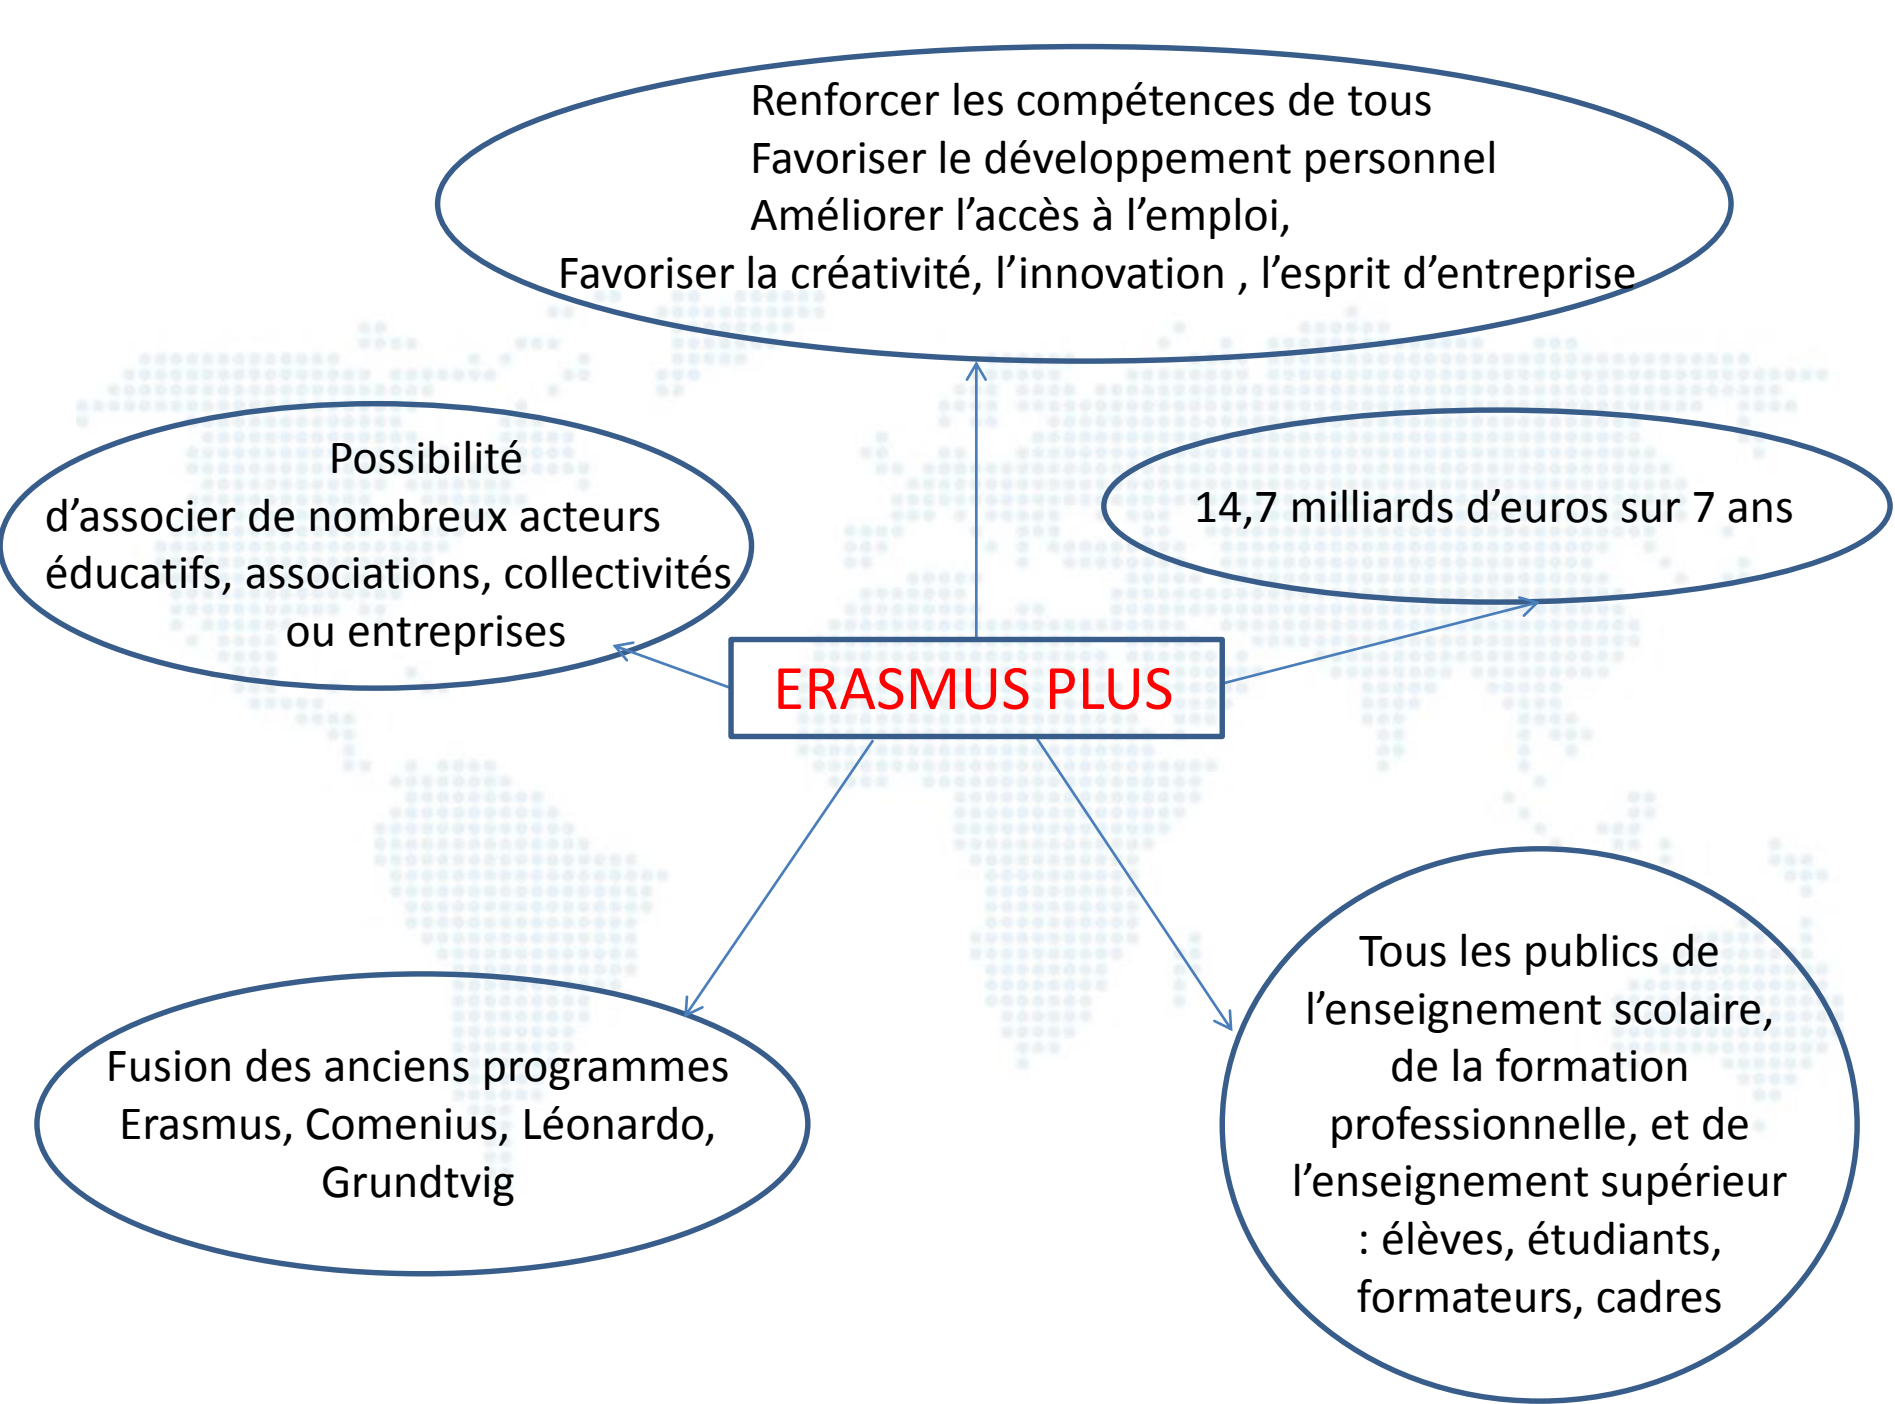 Renforcer les compétences de tous
Favoriser le développement personnel
Améliorer l’accès à l’emploi,
Favoriser la créativité, l’innovation , l’esprit d’entreprise
Possibilité
d’associer de nombreux acteurs
éducatifs, associations, collectivités
ou entreprises
14,7 milliards d’euros sur 7 ans
ERASMUS PLUS
Fusion des anciens programmes
Erasmus, Comenius, Léonardo,
Grundtvig
Tous les publics de
l’enseignement scolaire,
de la formation
professionnelle, et de
l’enseignement supérieur
: élèves, étudiants,
formateurs, cadres